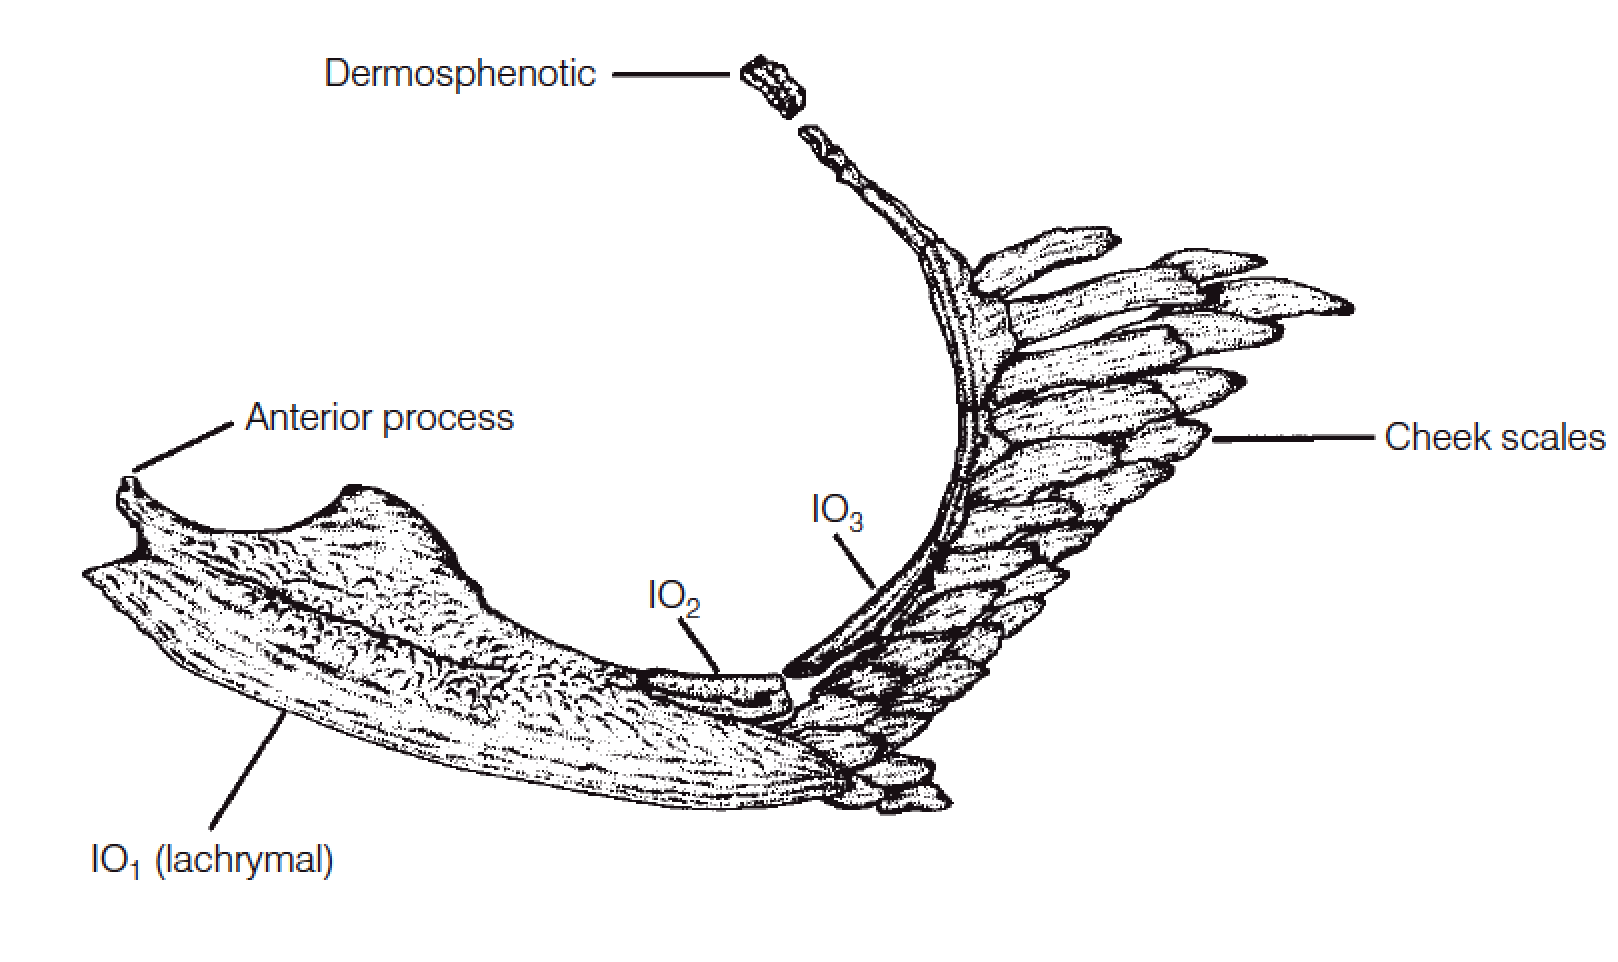 Dermosphenotic
Anterior process
Cheek scales
IO₃
IO₂
IO₁ (lachrymal)